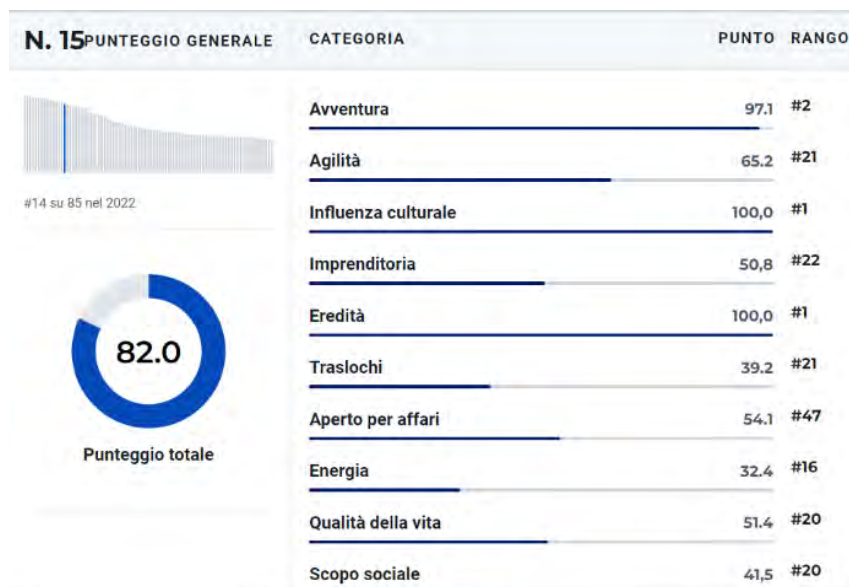 N. 15 PUNTEGGIO GENERALE
CATEGORIA PUNTO RANGO
#14 su 85 nel 2022
82.0
Punteggio totale
Avventura 97.1 #2
Agilità 65.2 #21
Influenza culturale 100,0 #1
Imprenditoria 50,8 #22
Eredità 100,0 #1
Traslochi 39.2 #21
Aperto per affari 54.1 #47
Energia 32.4 #16
Qualità della vita 51.4 #20
Scopo sociale 41,5 #20